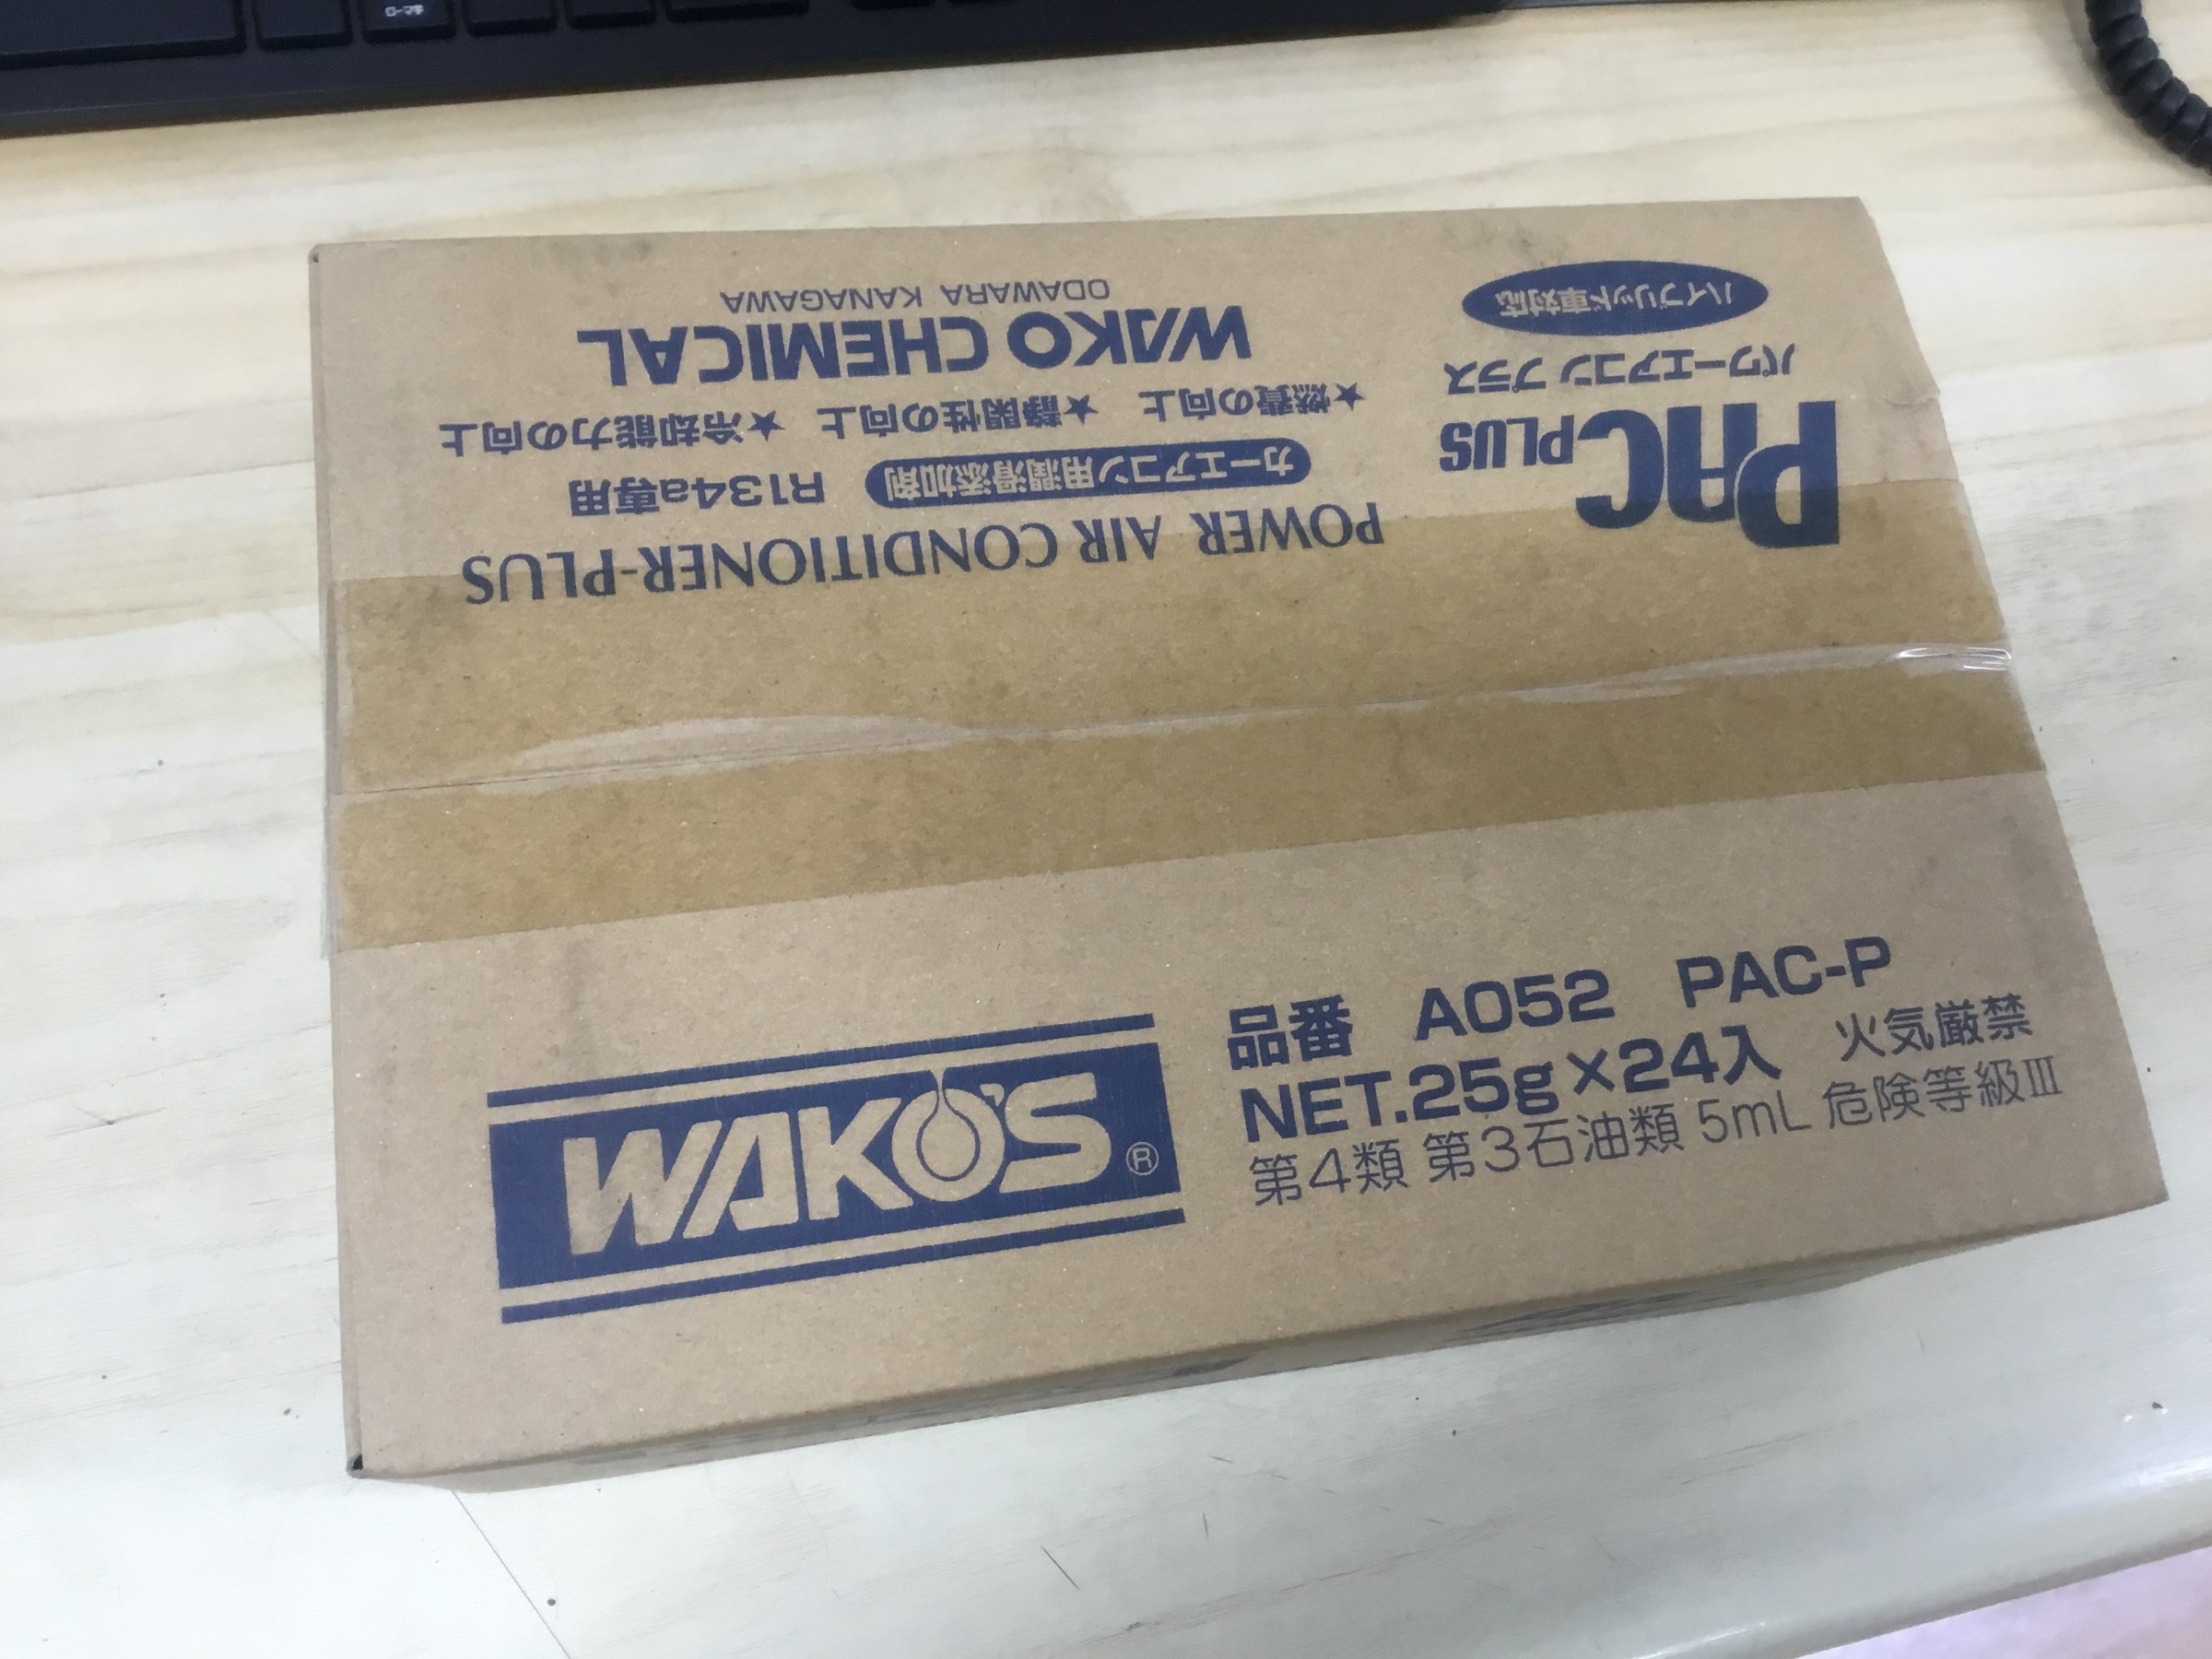 ローマ字
PAC PLUS
パワーエアコン プラス
ハイブリッド車対応
POWER AIR CONDITIONER-PLUS
カーエアコン用潤滑添加剤 R134a専用
★燃費の向上 ★静閑性の向上 ★冷却能力の向上
WAKO CHEMICAL
ODAWARA KANAGAWA
WAKO'S ®
品番 A052 PAC-P
NET.25g×24入 火気厳禁
第4類 第3石油類 5mL 危険等級Ⅲ